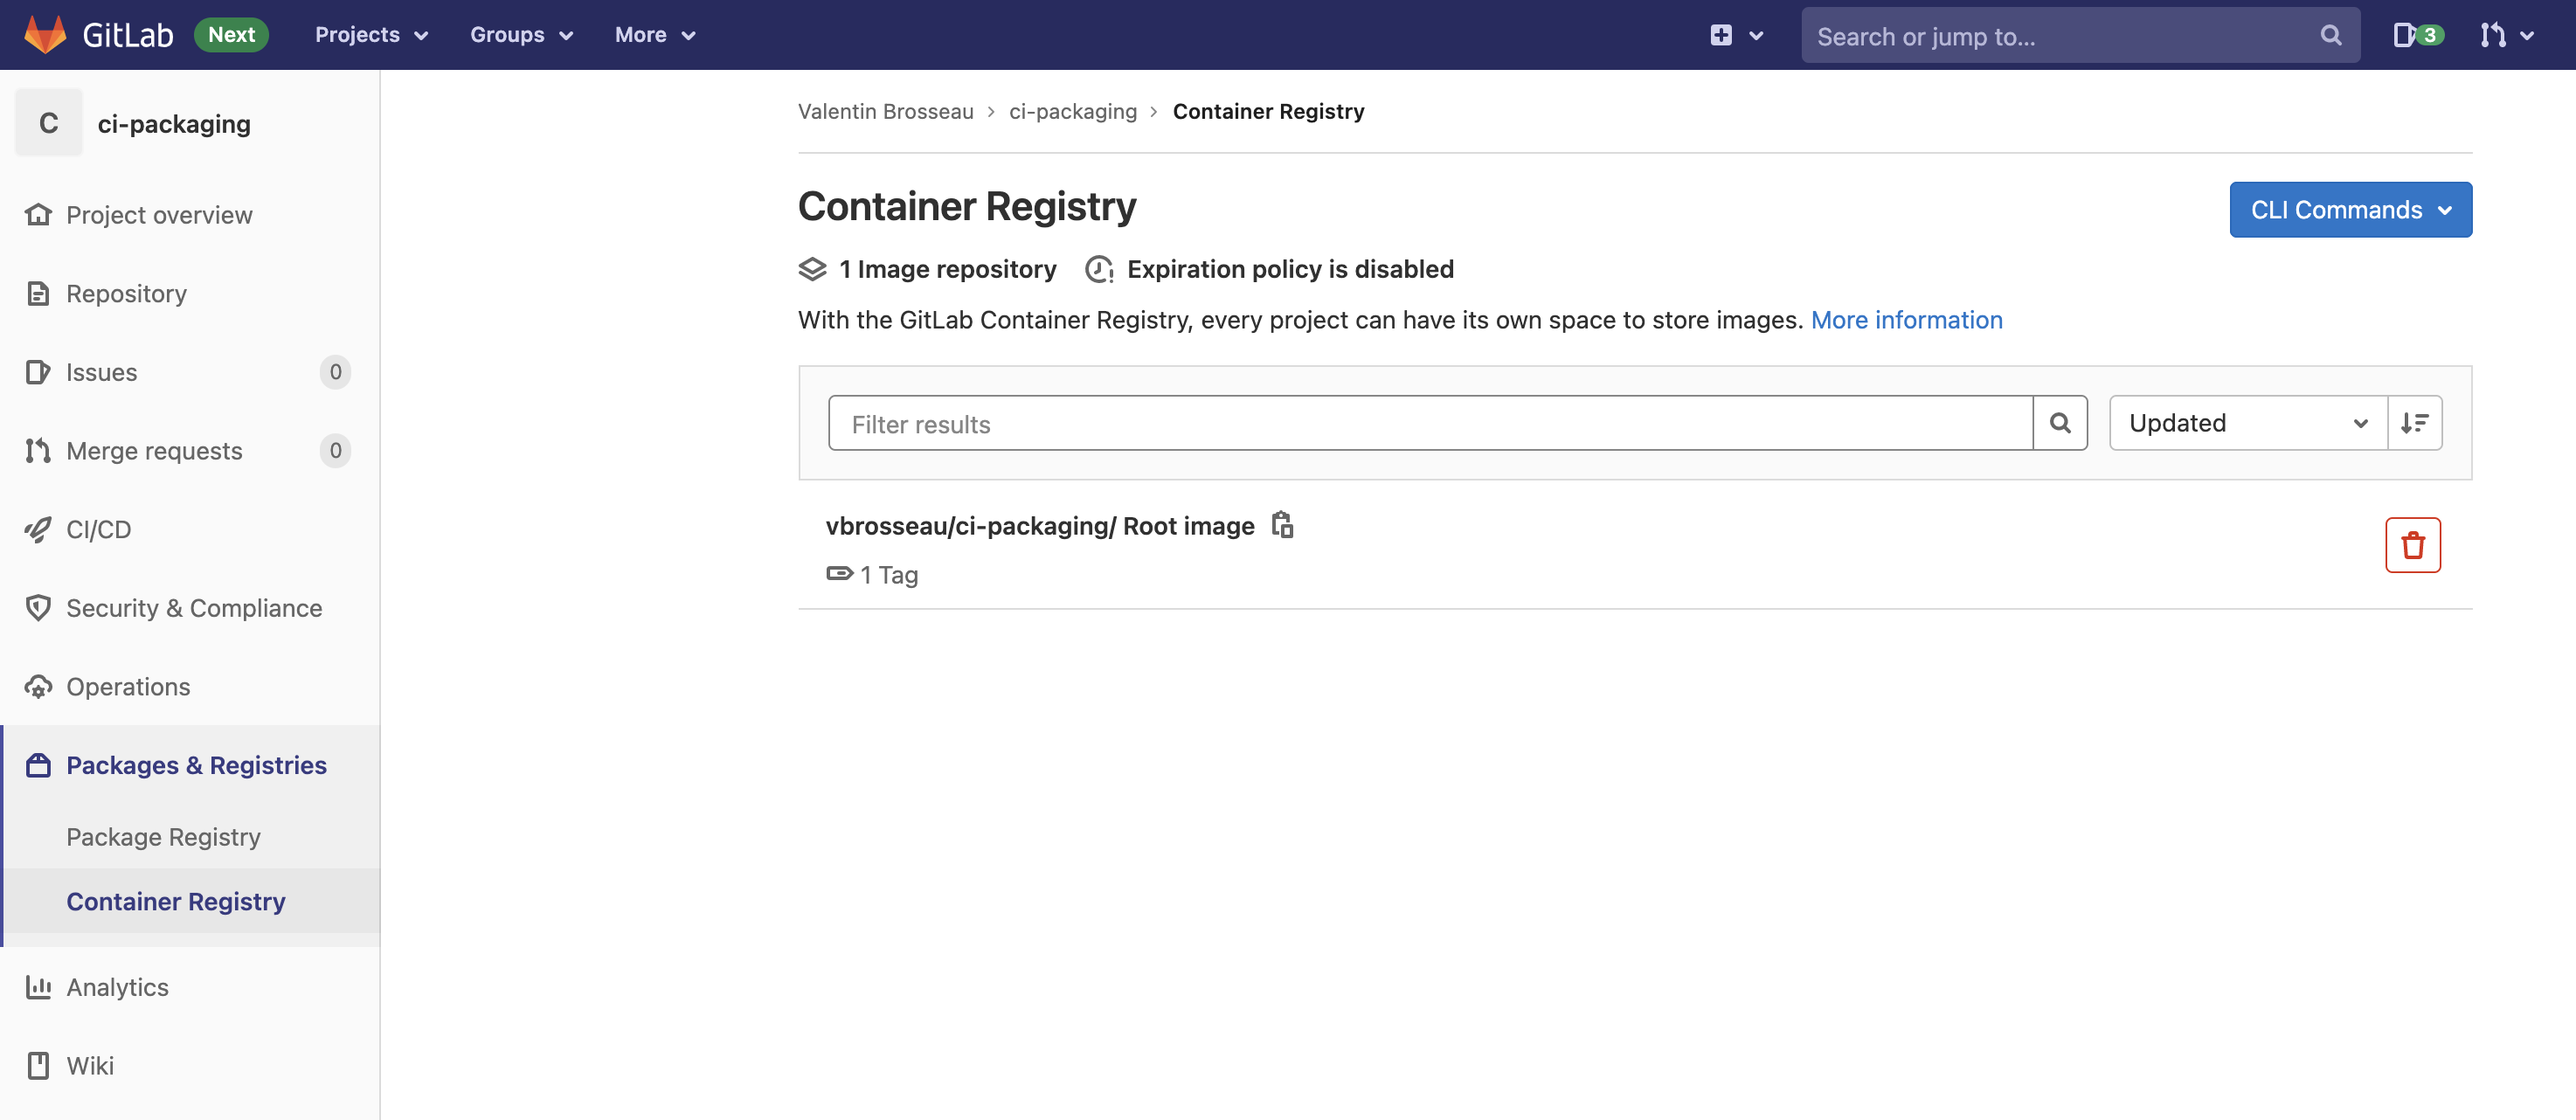 GitLab Next Projects Groups More Search or jump to... 3
C ci-packaging
Project overview
Repository
Issues 0
Merge requests 0
CI/CD
Security & Compliance
Operations
Packages & Registries
Package Registry
Container Registry
Analytics
Wiki
Valentin Brosseau > ci-packaging > Container Registry
Container Registry
CLI Commands
1 Image repository Expiration policy is disabled
With the GitLab Container Registry, every project can have its own space to store images. More information
Filter results
Updated
vbrosseau/ci-packaging/ Root image
1 Tag